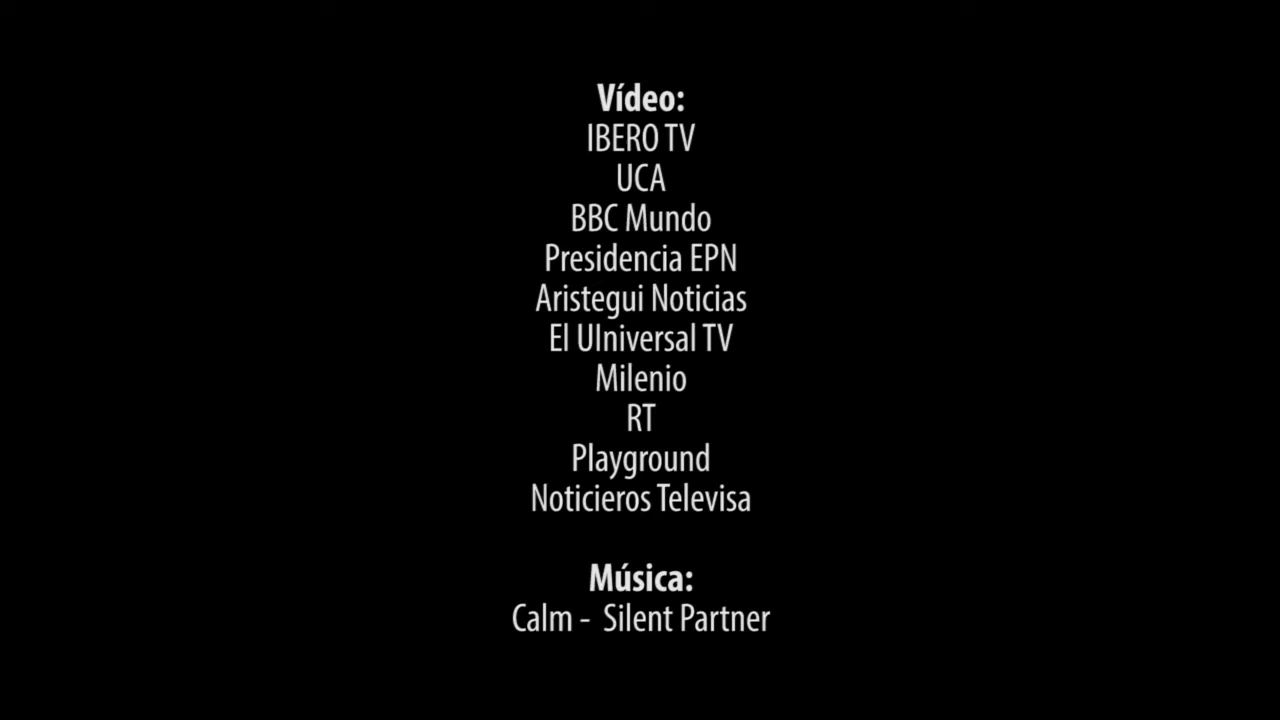 Vídeo:
IBERO TV
UCA
BBC Mundo
Presidencia EPN
Aristegui Noticias
El UIniversal TV
Milenio
RT
Playground
Noticieros Televisa
Música:
Calm -  Silent Partner